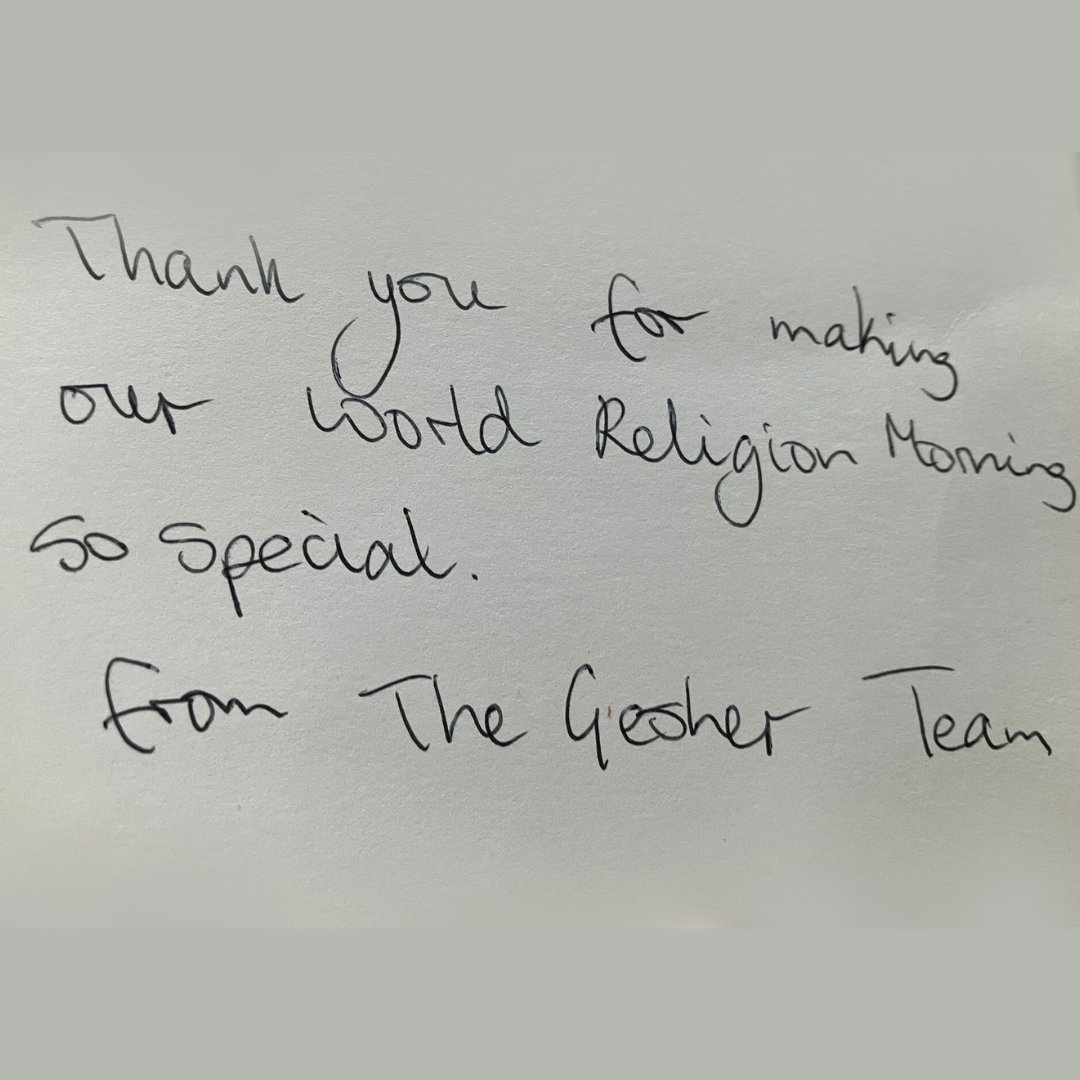 Thank you for making
our World Religion Morning
so special.
from The Gesher Team